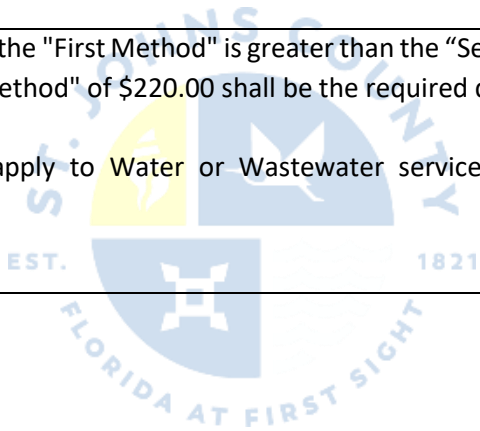 ST. JOHNS COUNTY
the "First Method" is greater than the “Se
ethod" of $220.00 shall be the required
apply to Water or Wastewater service
EST. 1821
FLORIDA AT FIRST SIGHT